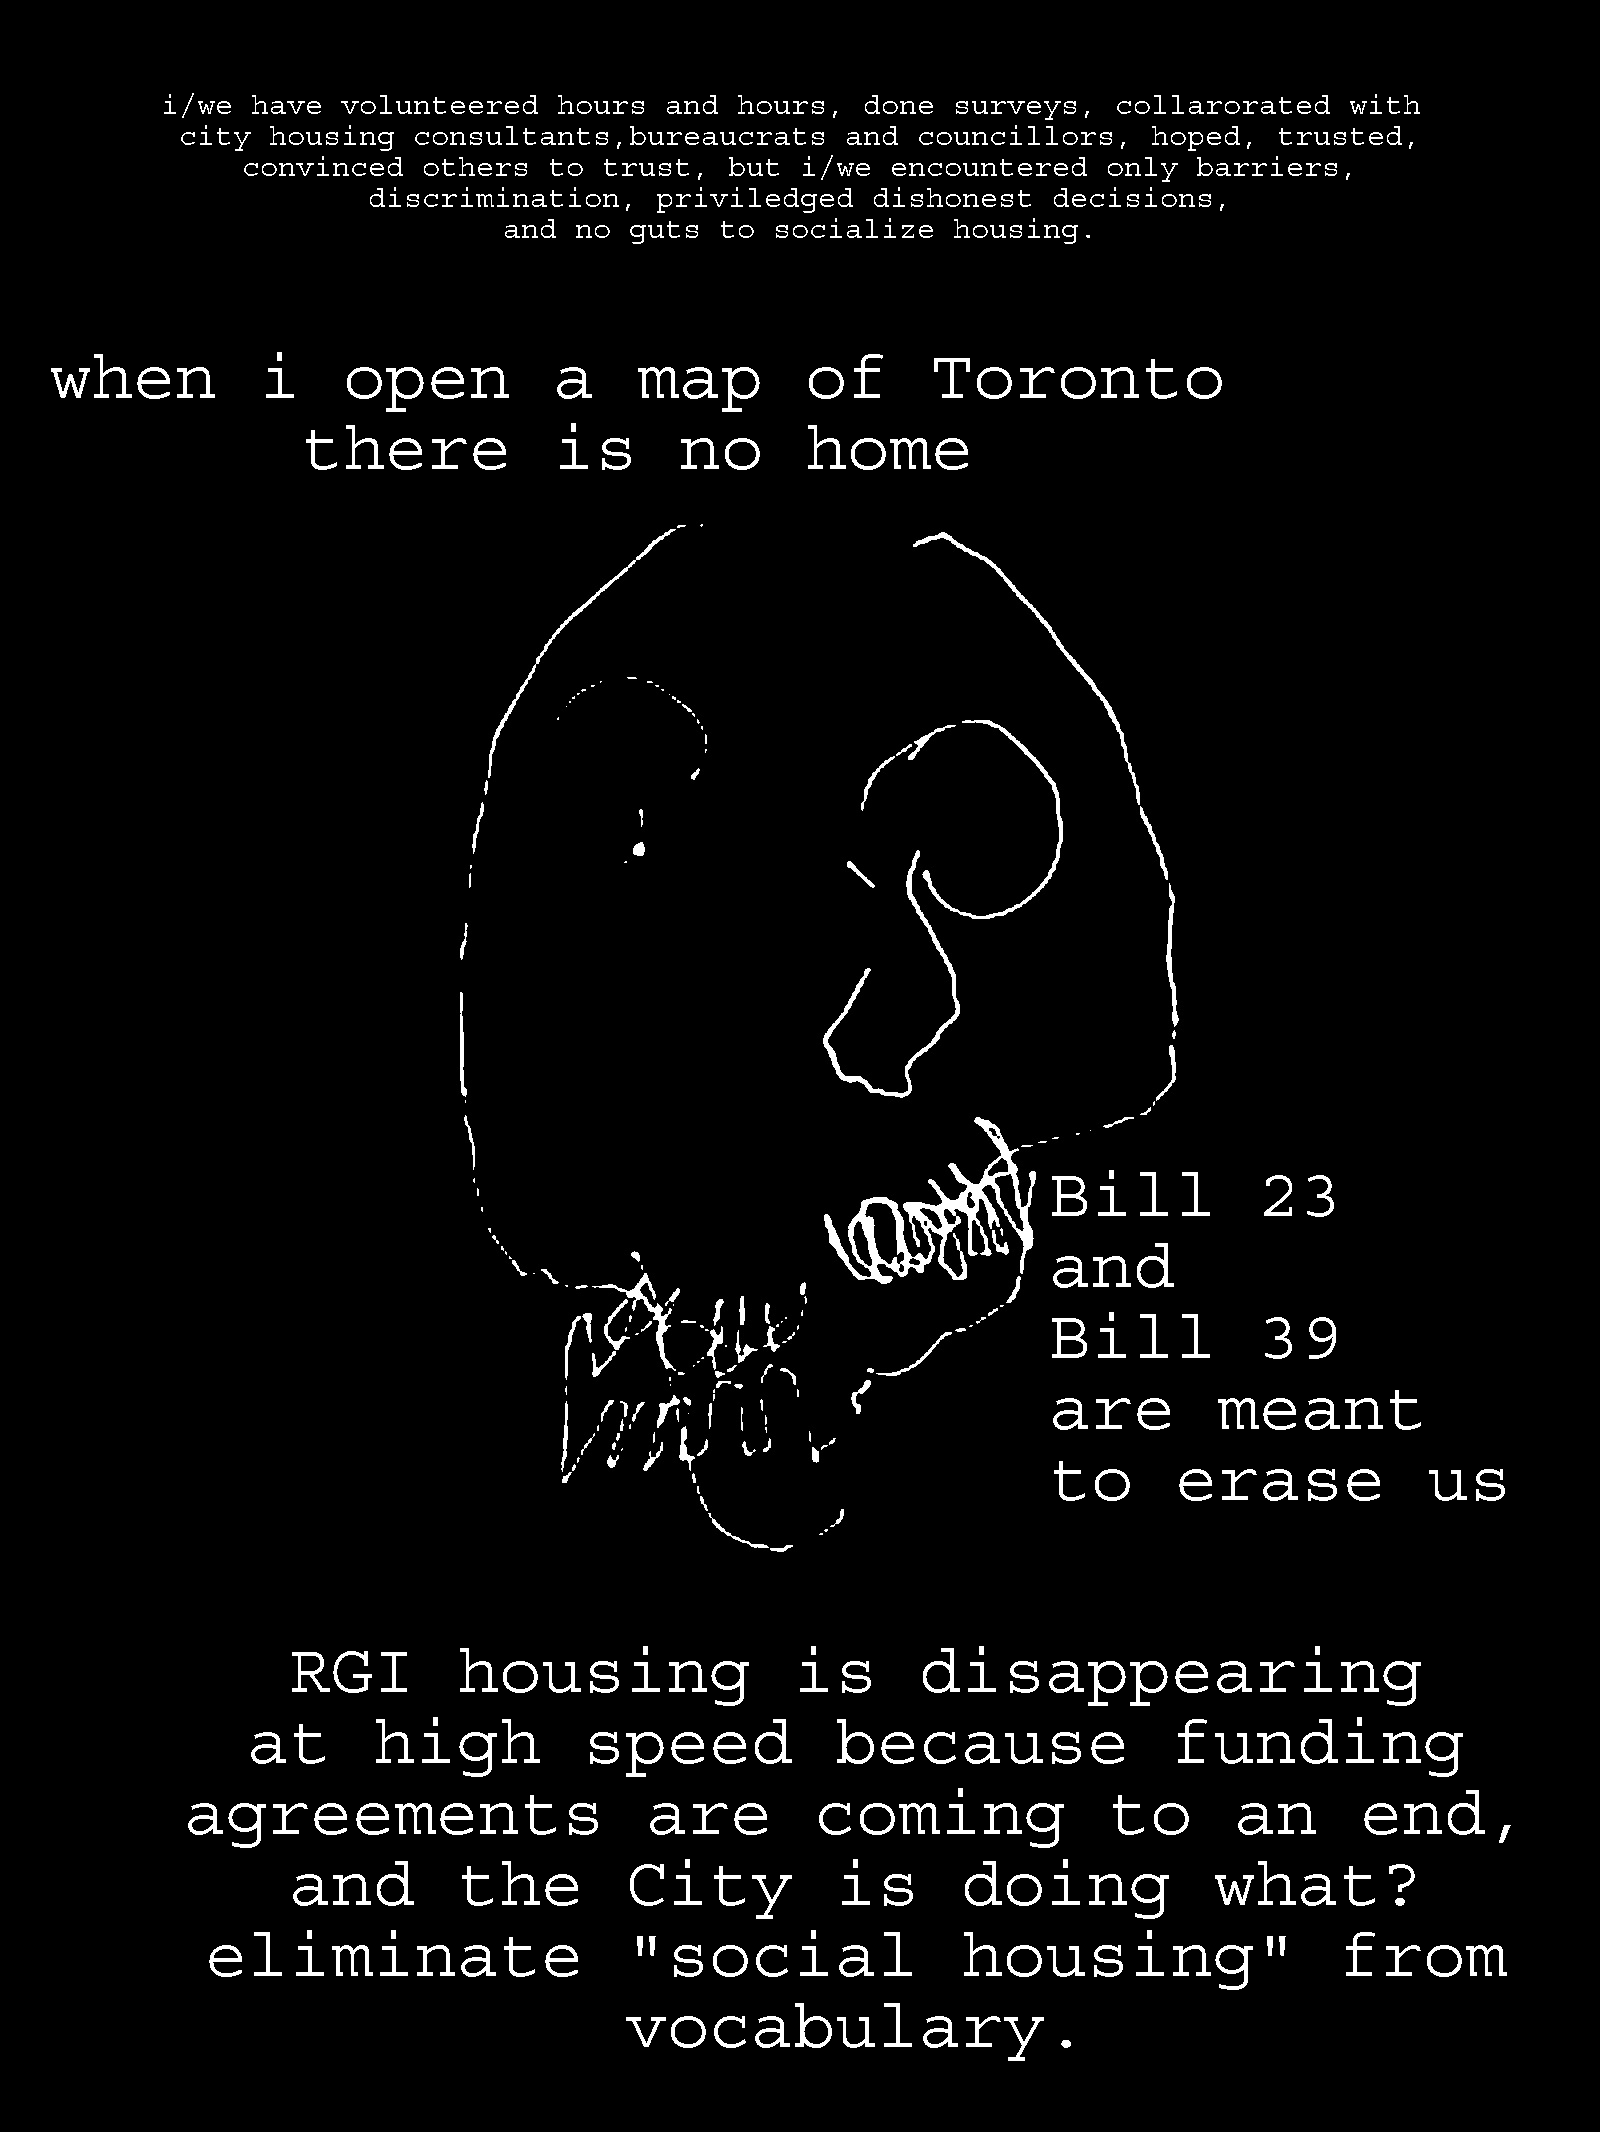 i/we have volunteered hours and hours, done surveys, collarorated with
city housing consultants,bureaucrats and councillors, hoped, trusted,
convinced others to trust, but i/we encountered only barriers,
discrimination, priviledged dishonest decisions,
and no guts to socialize housing.
when i open a map of Toronto
there is no home
Bill 23
and
Bill 39
are meant
to erase us
RGI housing is disappearing
at high speed because funding
agreements are coming to an end,
and the City is doing what?
eliminate "social housing" from
vocabulary.